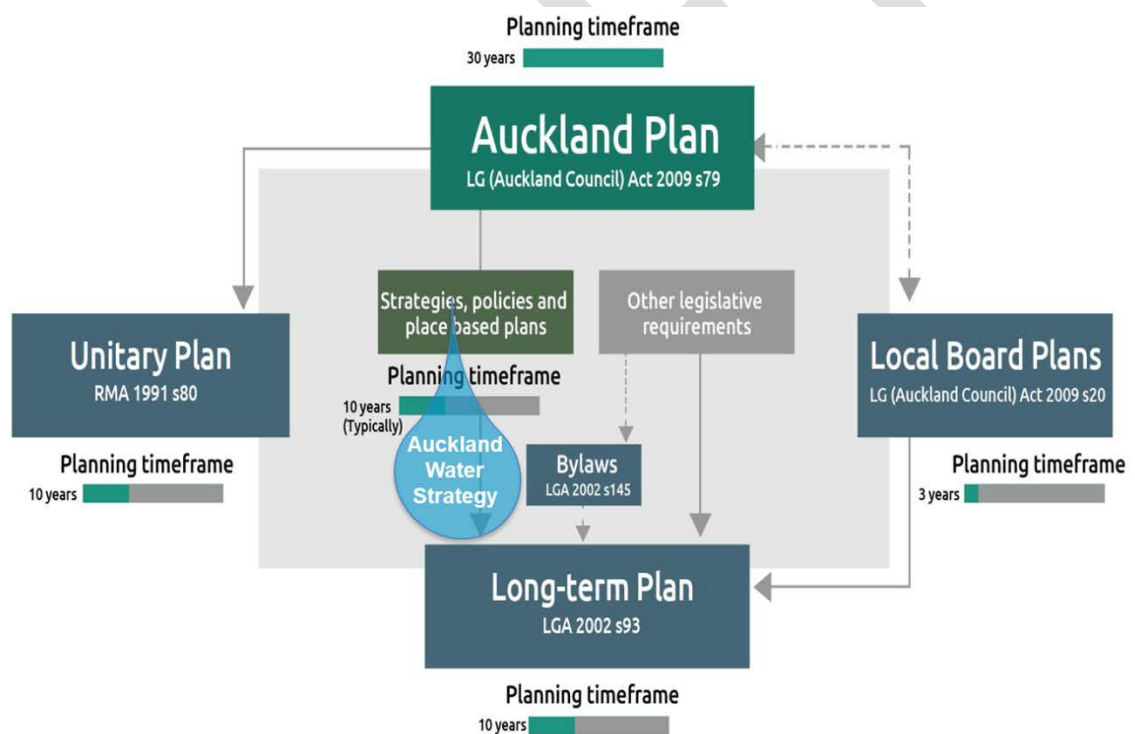 Planning timeframe
30 years
Auckland Plan
LG (Auckland Council) Act 2009 s79
Strategies, policies and
place based plans
Other legislative
requirements
Unitary Plan
RMA 1991 s80
Local Board Plans
LG (Auckland Council) Act 2009 s20
Planning timeframe
10 years
(Typically)
Auckland
Water
Strategy
Bylaws
LGA 2002 s145
Planning timeframe
10 years
Planning timeframe
3 years
Long-term Plan
LGA 2002 s93
Planning timeframe
10 years